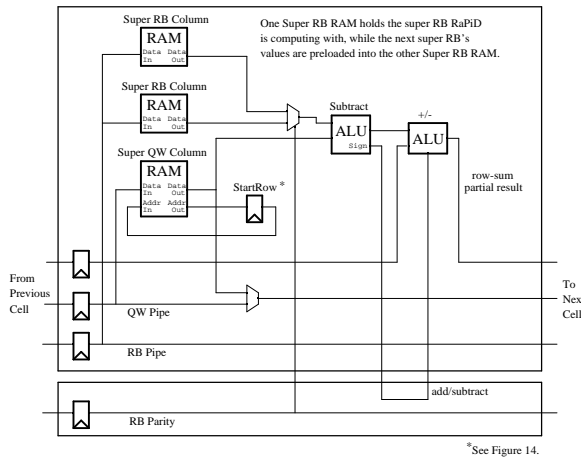 Super RB Column
RAM
Data In
Data Out
One Super RB RAM holds the super RB RaPiD
is computing with, while the next super RB's
values are preloaded into the other Super RB RAM.
Super RB Column
RAM
Data In
Data Out
Subtract
ALU
Sign
+/-
ALU
Super QW Column
RAM
Data In
Data Out
Addr In
Addr Out
StartRow *
row-sum
partial result
From
Previous
Cell
To
Next
Cell
QW Pipe
RB Pipe
add/subtract
RB Parity
*See Figure 14.